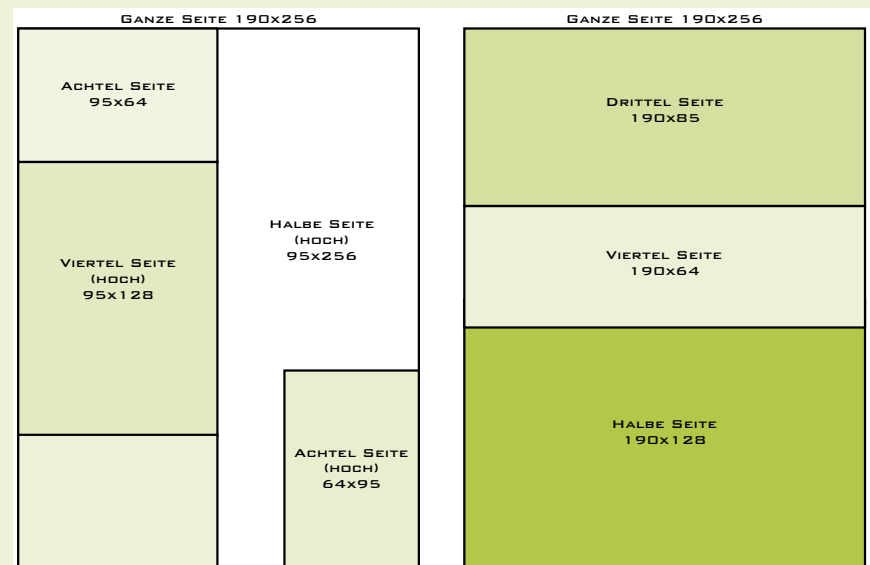 Ganze Seite 190x256
Achtel Seite
95x64
Viertel Seite
(hoch)
95x128
Halbe Seite
(hoch)
95x256
Achtel Seite
(hoch)
64x95
Ganze Seite 190x256
Drittel Seite
190x85
Viertel Seite
190x64
Halbe Seite
190x128